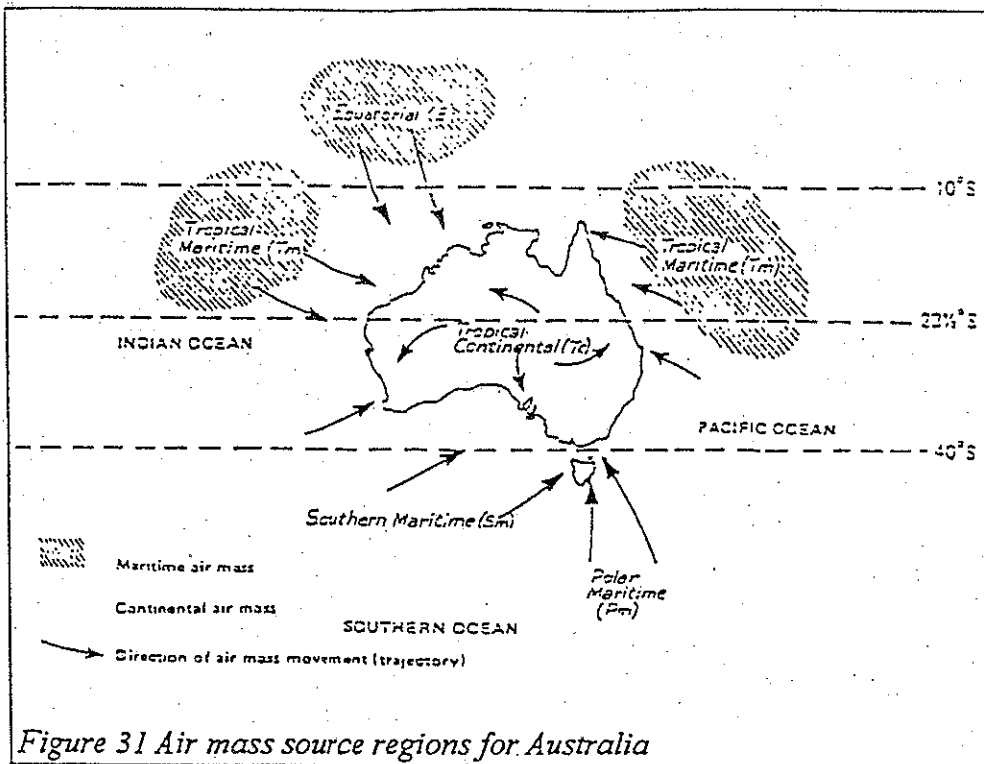 Equatorial (E)
10°S
Tropical
Maritime (Tm)
Tropical
Maritime (Tm)
23½°S
INDIAN OCEAN
Tropical
Continental (Tc)
PACIFIC OCEAN
40°S
Southern Maritime (Sm)
Maritime air mass
Polar
Maritime
(Pm)
Continental air mass
SOUTHERN OCEAN
Direction of air mass movement (trajectory)
Figure 31 Air mass source regions for Australia